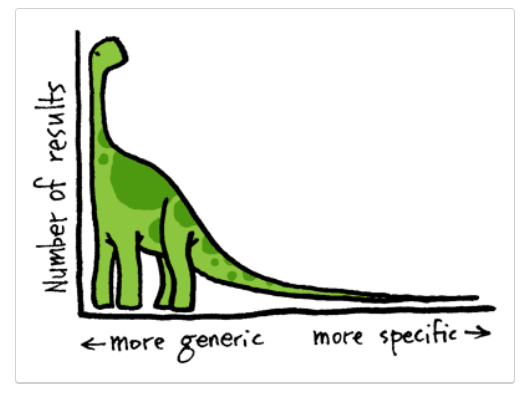 Number of results
←more generic
more specific→